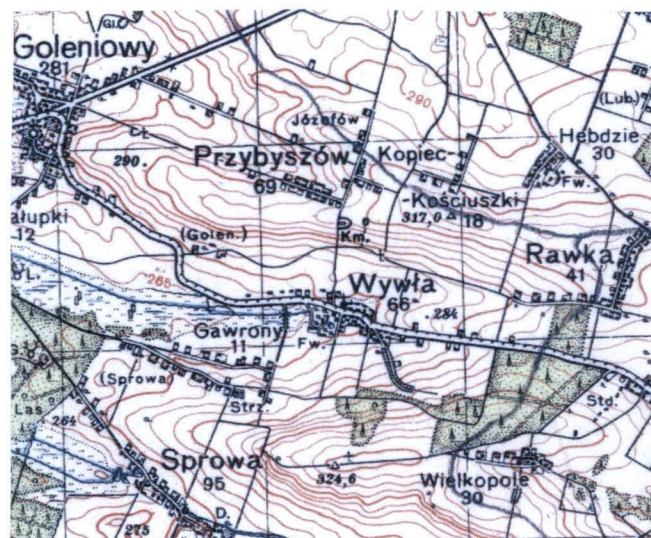 Gl.
Goleniowy
281
290
(Lub.)
Józefów
Hebdzie
30
Przybyszów
69
Kopiec-
290.
Fw.
-Kościuszki
317,0
18
ałupki
12
(Golen.)
Km.
Rawka
41
265
Wywła
66
284
Gawrony
11
Fw.
(Sprowa)
Strz.
Std.
Las
264
Sprowa
95
324,6
Wielkopole
30
D.
275